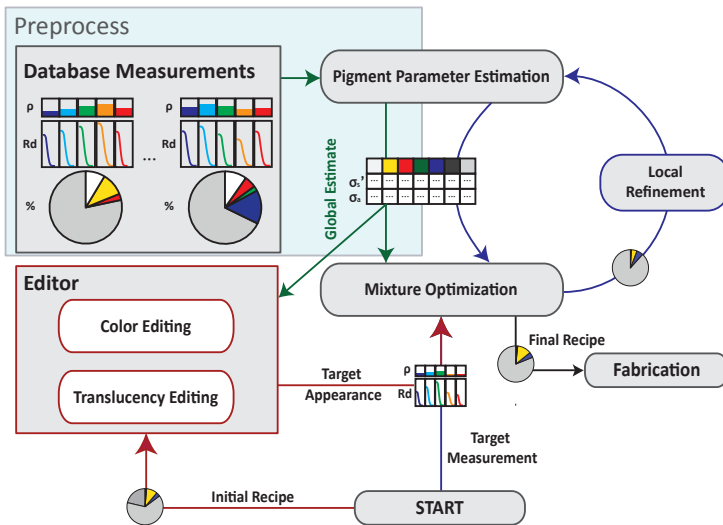 Preprocess
Database Measurements
ρ
Rd
...
%
ρ
Rd
%
Pigment Parameter Estimation
Global Estimate
σs'
σa
... ... ... ... ... ... ...
... ... ... ... ... ... ...
Local
Refinement
Mixture Optimization
Editor
Color Editing
Translucency Editing
Target
Appearance
ρ
Rd
Final Recipe
Fabrication
Target
Measurement
Initial Recipe
START